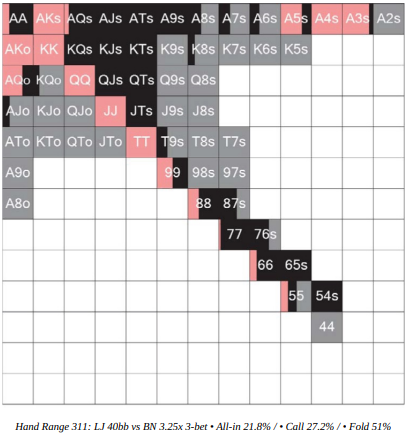 AA AKs AQs AJs ATs A9s A8s A7s A6s A5s A4s A3s A2s
AKo KK KQs KJs KTs K9s K8s K7s K6s K5s
AQo KQo QQ QJs QTs Q9s Q8s
AJo KJo QJo JJ JTs J9s J8s
ATo KTo QTo JTo TT T9s T8s T7s
A9o 99 98s 97s
A8o 88 87s
77 76s
66 65s
55 54s
44
Hand Range 311: LJ 40bb vs BN 3.25x 3-bet • All-in 21.8% / • Call 27.2% / • Fold 51%